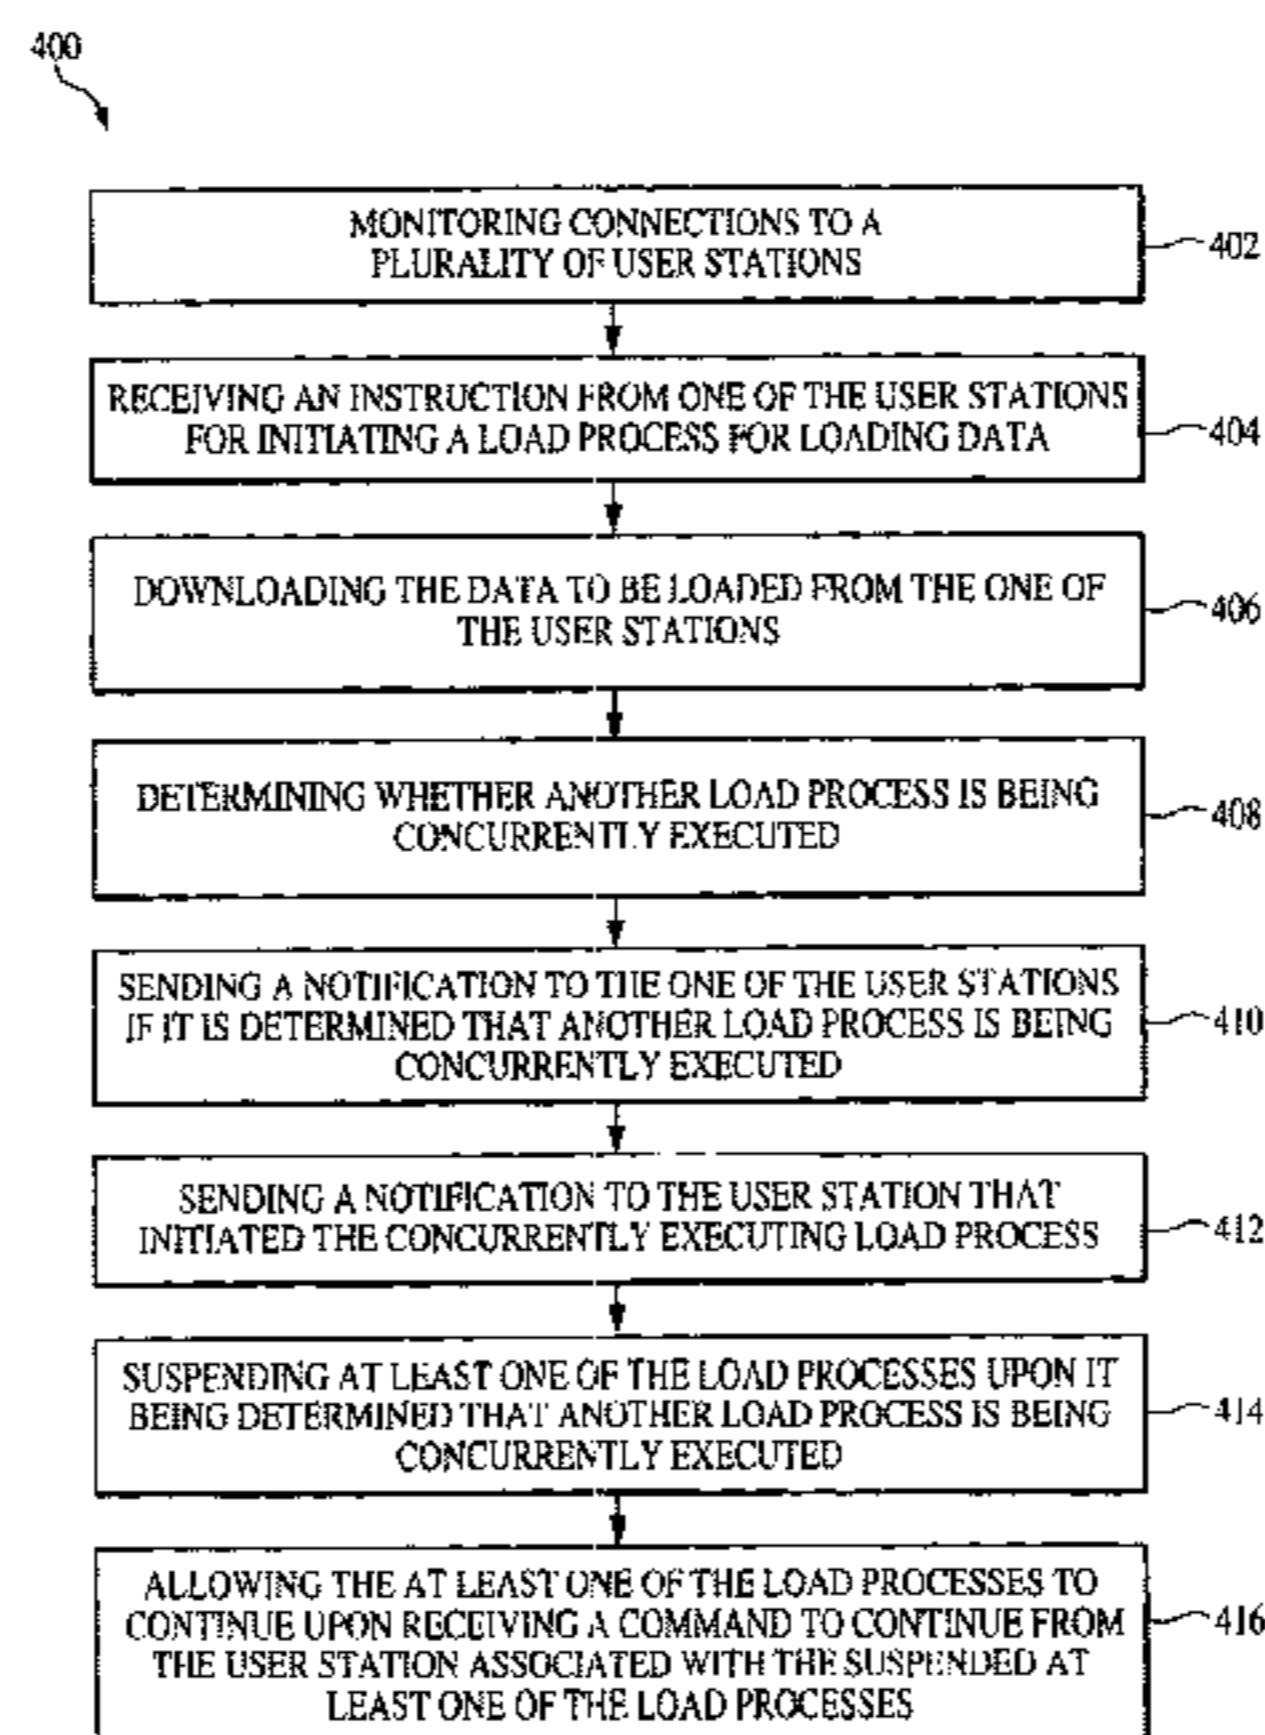 400
MONITORING CONNECTIONS TO A
PLURALITY OF USER STATIONS
402
RECEIVING AN INSTRUCTION FROM ONE OF THE USER STATIONS
FOR INITIATING A LOAD PROCESS FOR LOADING DATA
404
DOWNLOADING THE DATA TO BE LOADED FROM THE ONE OF
THE USER STATIONS
406
DETERMINING WHETHER ANOTHER LOAD PROCESS IS BEING
CONCURRENTLY EXECUTED
408
SENDING A NOTIFICATION TO THE ONE OF THE USER STATIONS
IF IT IS DETERMINED THAT ANOTHER LOAD PROCESS IS BEING
CONCURRENTLY EXECUTED
410
SENDING A NOTIFICATION TO THE USER STATION THAT
INITIATED THE CONCURRENTLY EXECUTING LOAD PROCESS
412
SUSPENDING AT LEAST ONE OF THE LOAD PROCESSES UPON IT
BEING DETERMINED THAT ANOTHER LOAD PROCESS IS BEING
CONCURRENTLY EXECUTED
414
ALLOWING THE AT LEAST ONE OF THE LOAD PROCESSES TO
CONTINUE UPON RECEIVING A COMMAND TO CONTINUE FROM
THE USER STATION ASSOCIATED WITH THE SUSPENDED AT
LEAST ONE OF THE LOAD PROCESSES
416